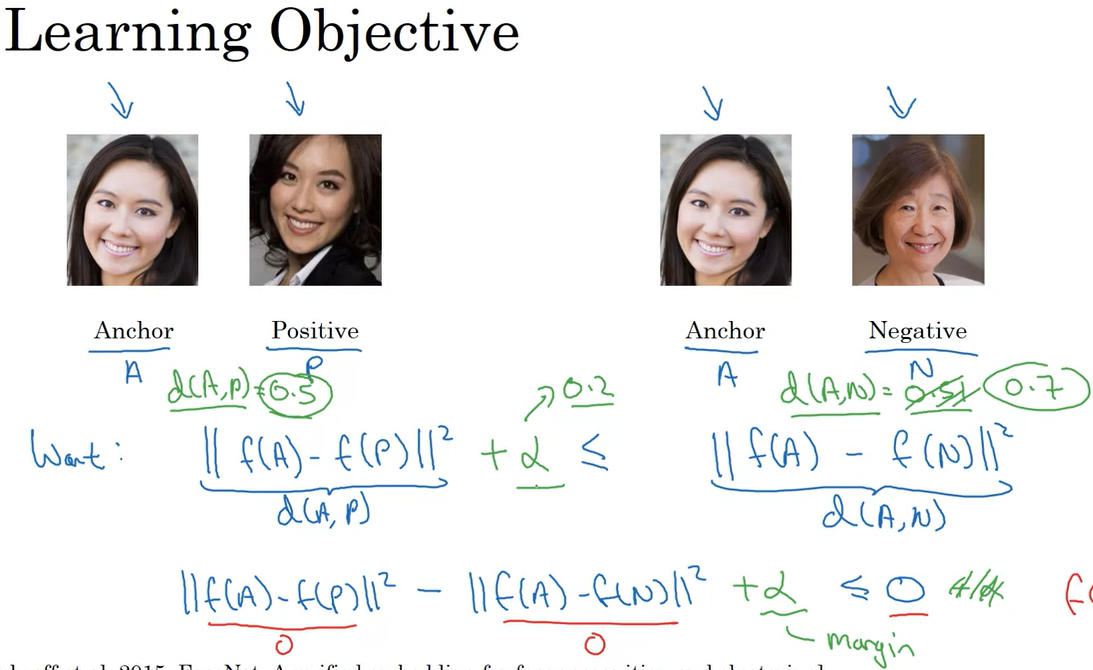 Learning Objective
Anchor Positive Anchor Negative
A P A N
d(A,P)=0.5 0.2 d(A,N)= 0.51 0.7
Want: || f(A) - f(P) ||² + α ≤ || f(A) - f(N) ||²
d(A,P) d(A,N)
||f(A)-f(P)||² - ||f(A)-f(N)||² + α ≤ 0 f(
0 0 margin